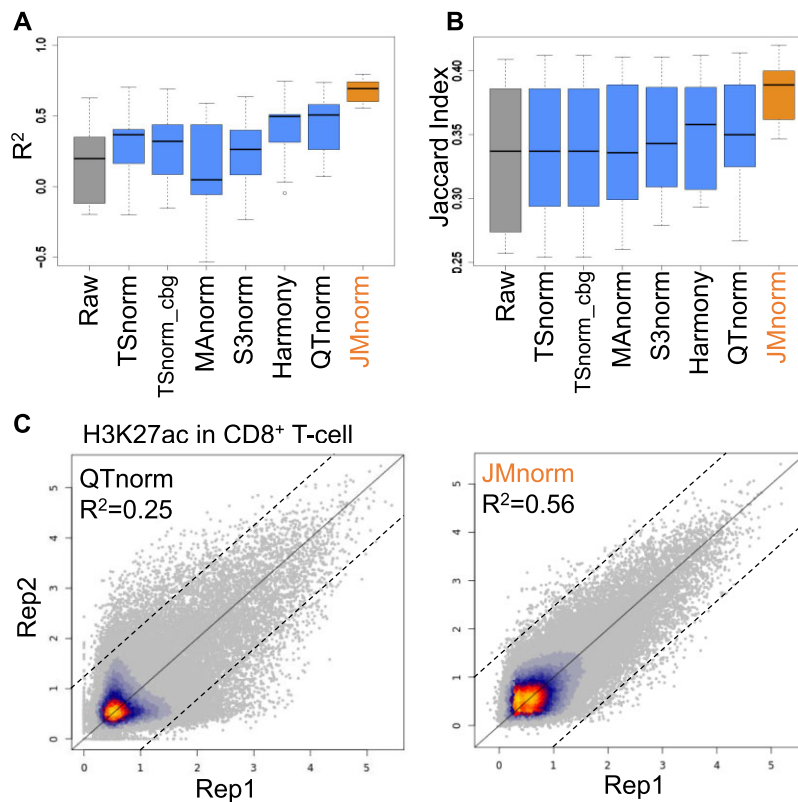 A
R²
1.0
0.5
0.0
−0.5
Raw
TSnorm
TSnorm_cbg
MAnorm
S3norm
Harmony
QTnorm
JMnorm
B
Jaccard Index
0.40
0.35
0.30
0.25
Raw
TSnorm
TSnorm_cbg
MAnorm
S3norm
Harmony
QTnorm
JMnorm
C
H3K27ac in CD8⁺ T-cell
QTnorm
R²=0.25
Rep2
5
4
3
2
1
0
0 1 2 3 4 5
Rep1
JMnorm
R²=0.56
5
4
3
2
1
0
0 1 2 3 4 5
Rep1